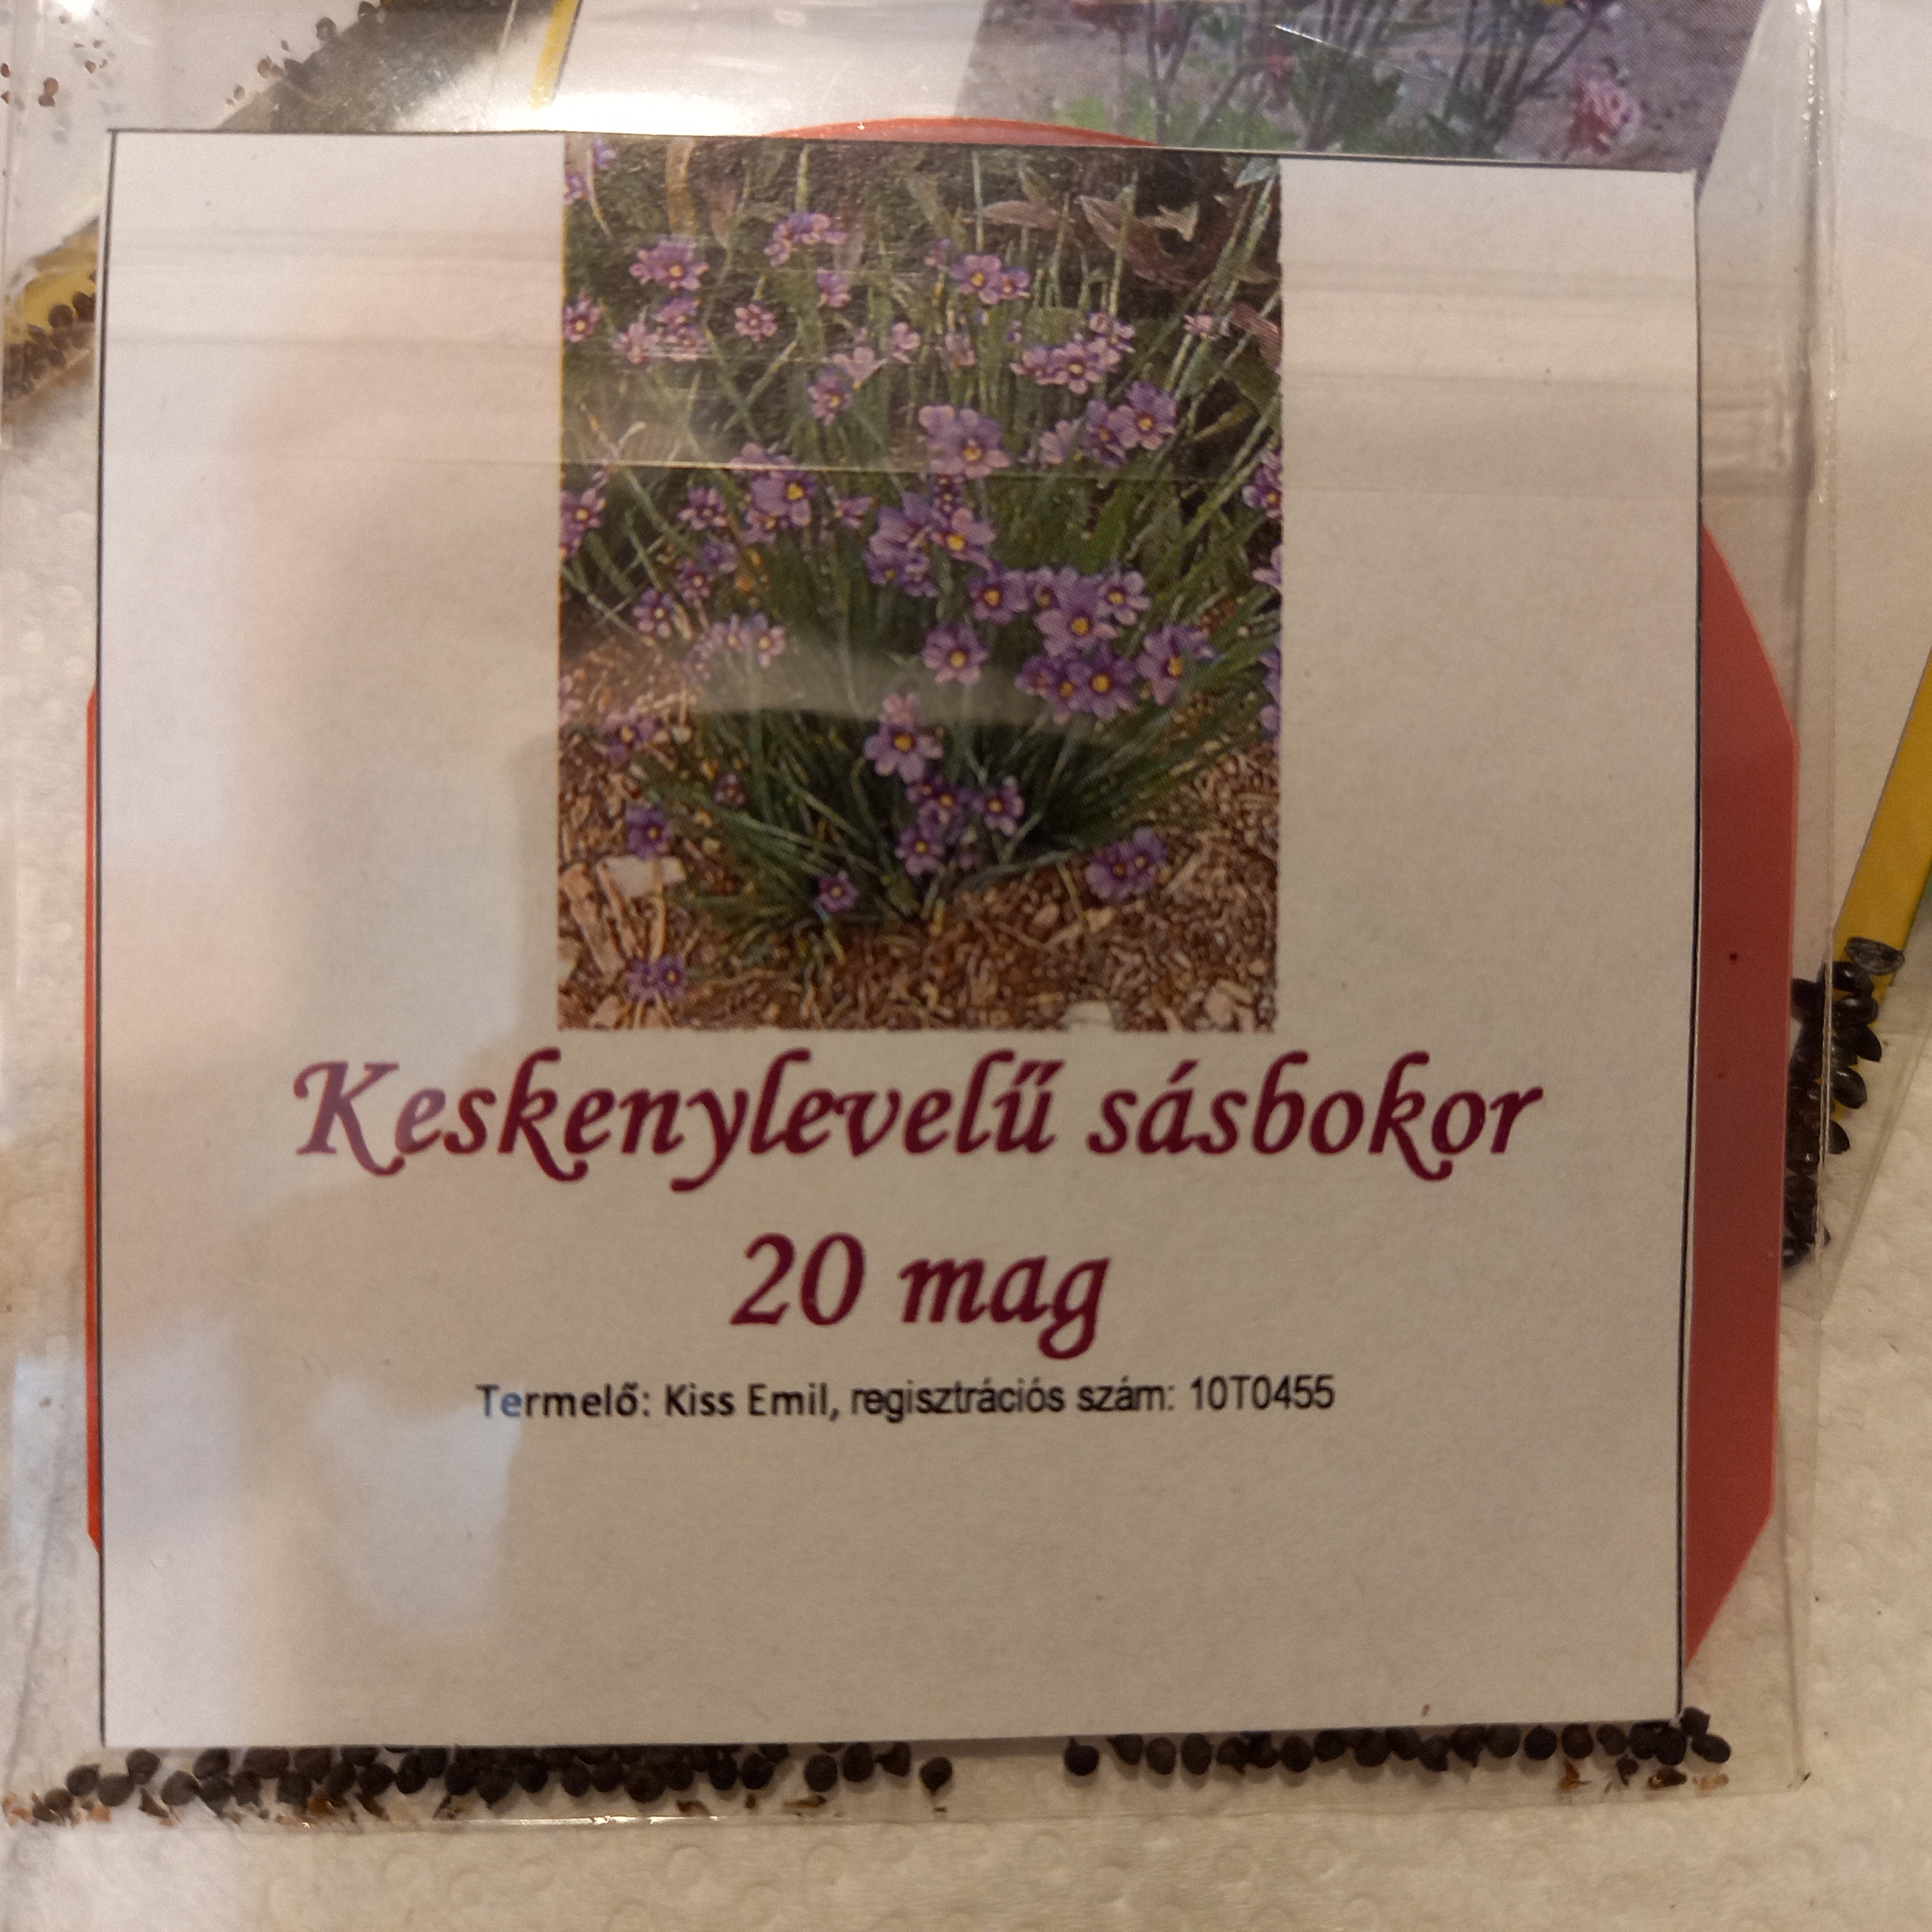 Keskenylevelű sásbokor
20 mag
Termelő: Kiss Emil, regisztrációs szám: 10T0455